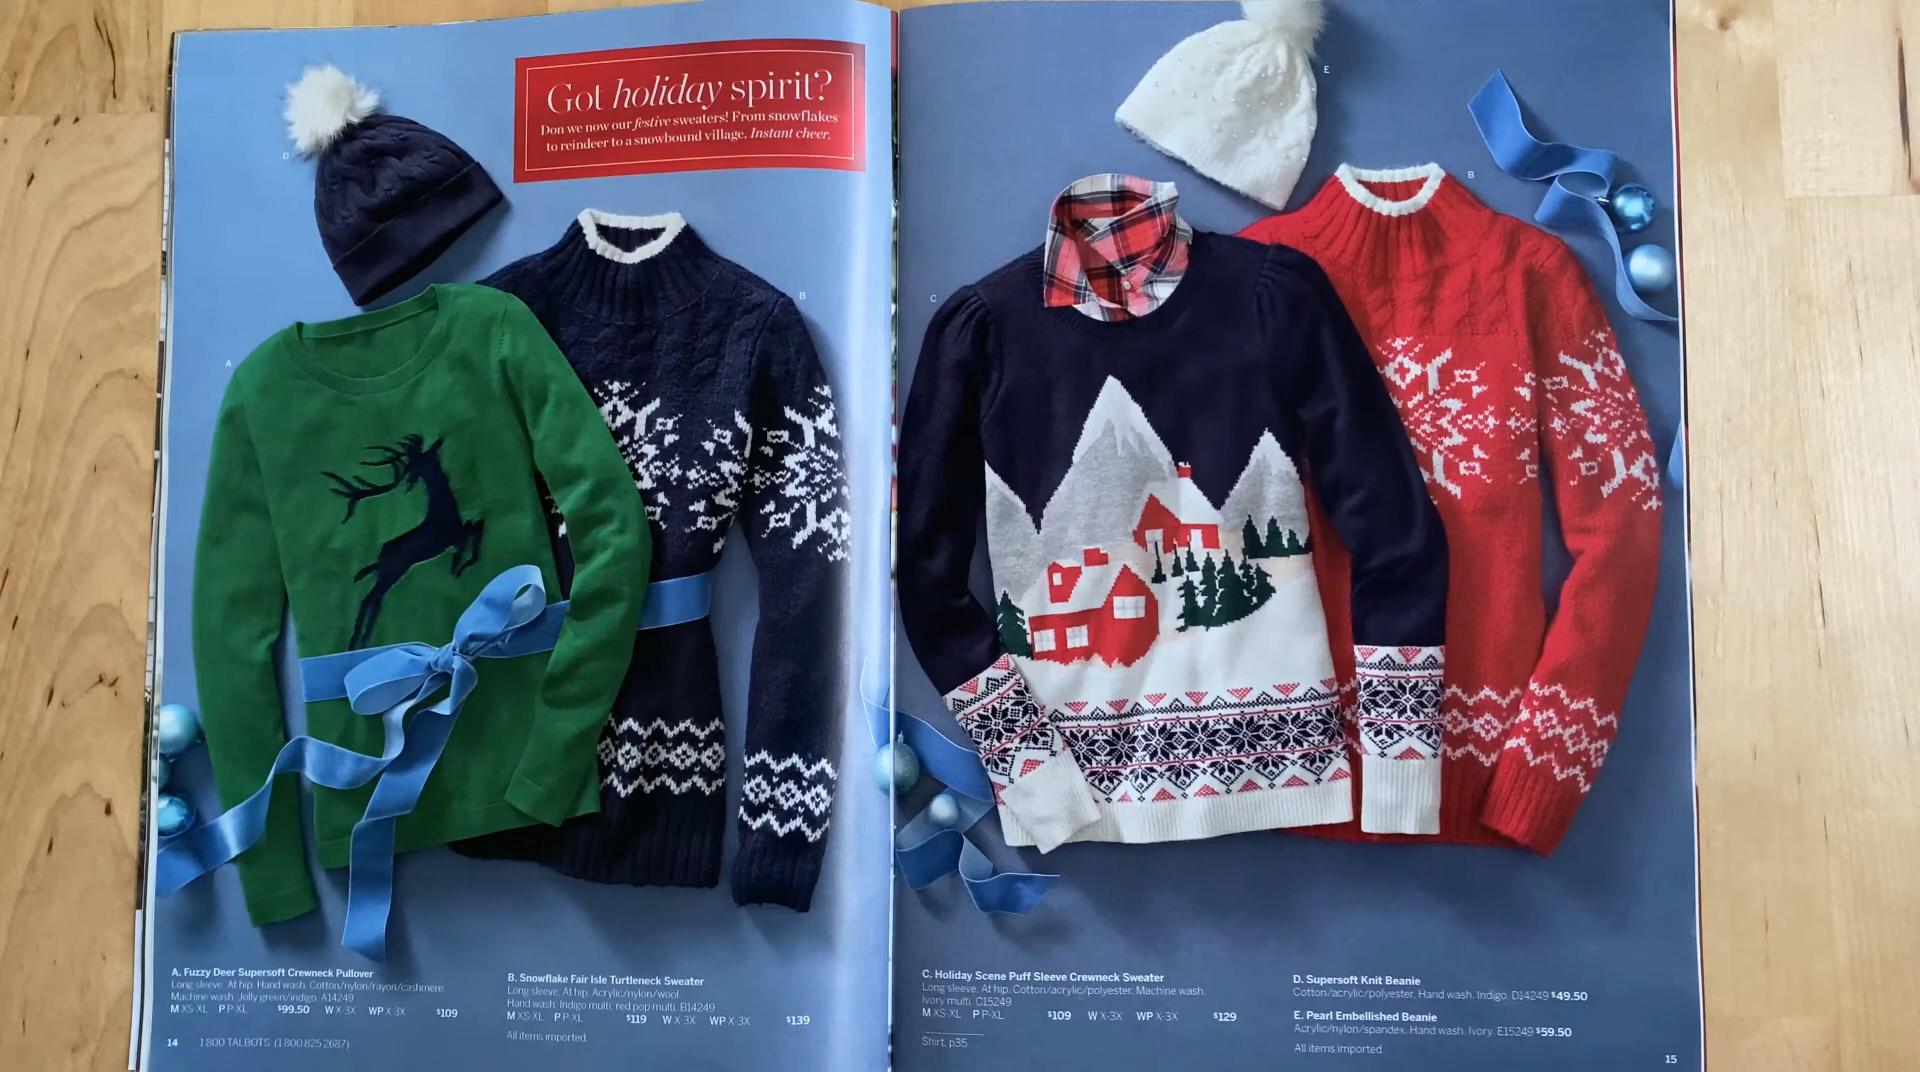 Got holiday spirit?
Don we now our festive sweaters! From snowflakes
to reindeer to a snowbound village. Instant cheer.
D
B
A
A. Fuzzy Deer Supersoft Crewneck Pullover
Long sleeve. At hip. Hand wash. Cotton/nylon/rayon/cashmere.
Machine wash. Jolly green/indigo. A14249
M XS-XL P P-XL $99.50 W X-3X WP X-3X $109
B. Snowflake Fair Isle Turtleneck Sweater
Long sleeve. At hip. Acrylic/nylon/wool.
Hand wash. Indigo multi, red pop multi. B14249
M XS-XL P P-XL $119 W X-3X WP X-3X $139
All items imported.
14 1 800 TALBOTS (1 800 825 2687)
E
B
C
C. Holiday Scene Puff Sleeve Crewneck Sweater
Long sleeve. At hip. Cotton/acrylic/polyester. Machine wash.
Ivory multi. C15249
M XS-XL P P-XL $109 W X-3X WP X-3X $129
Shirt, p35.
D. Supersoft Knit Beanie
Cotton/acrylic/polyester. Hand wash. Indigo. D14249 $49.50
E. Pearl Embellished Beanie
Acrylic/nylon/spandex. Hand wash. Ivory. E15249 $59.50
All items imported.
15